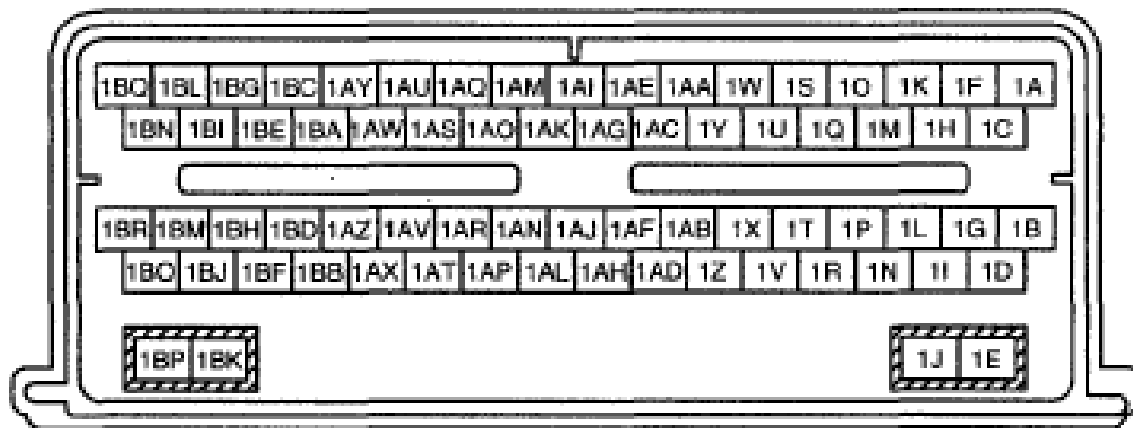 1BQ 1BL 1BG 1BC 1AY 1AU 1AQ 1AM 1AI 1AE 1AA 1W 1S 1O 1K 1F 1A
1BN 1BI 1BE 1BA 1AW 1AS 1AO 1AK 1AG 1AC 1Y 1U 1Q 1M 1H 1C
1BR 1BM 1BH 1BD 1AZ 1AV 1AR 1AN 1AJ 1AF 1AB 1X 1T 1P 1L 1G 1B
1BO 1BJ 1BF 1BB 1AX 1AT 1AP 1AL 1AH 1AD 1Z 1V 1R 1N 1I 1D
1BP 1BK 1J 1E